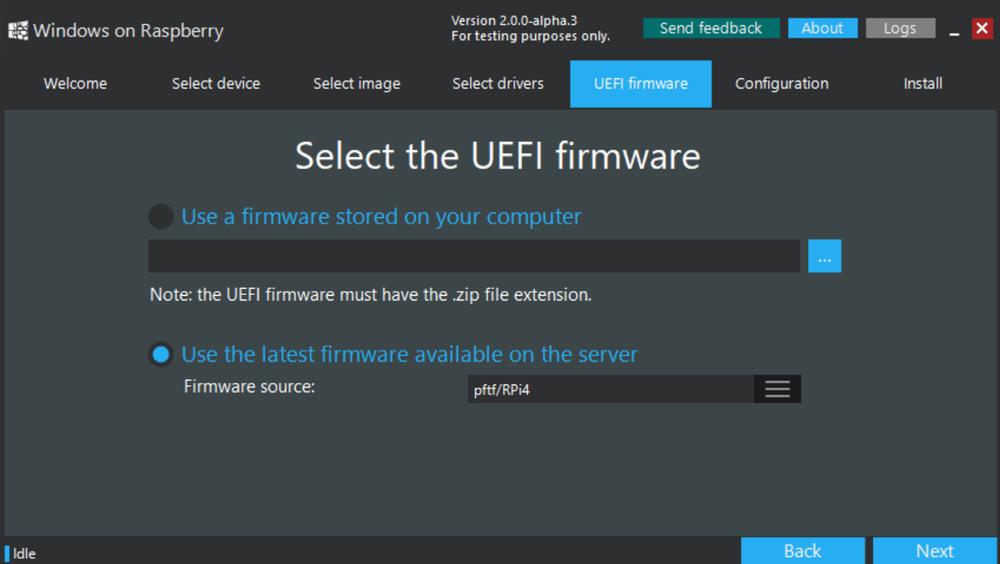 Windows on Raspberry
Version 2.0.0-alpha.3
For testing purposes only.
Send feedback
About
Logs
Welcome
Select device
Select image
Select drivers
UEFI firmware
Configuration
Install
Select the UEFI firmware
Use a firmware stored on your computer
...
Note: the UEFI firmware must have the .zip file extension.
Use the latest firmware available on the server
Firmware source:
pftf/RPi4
Idle
Back
Next